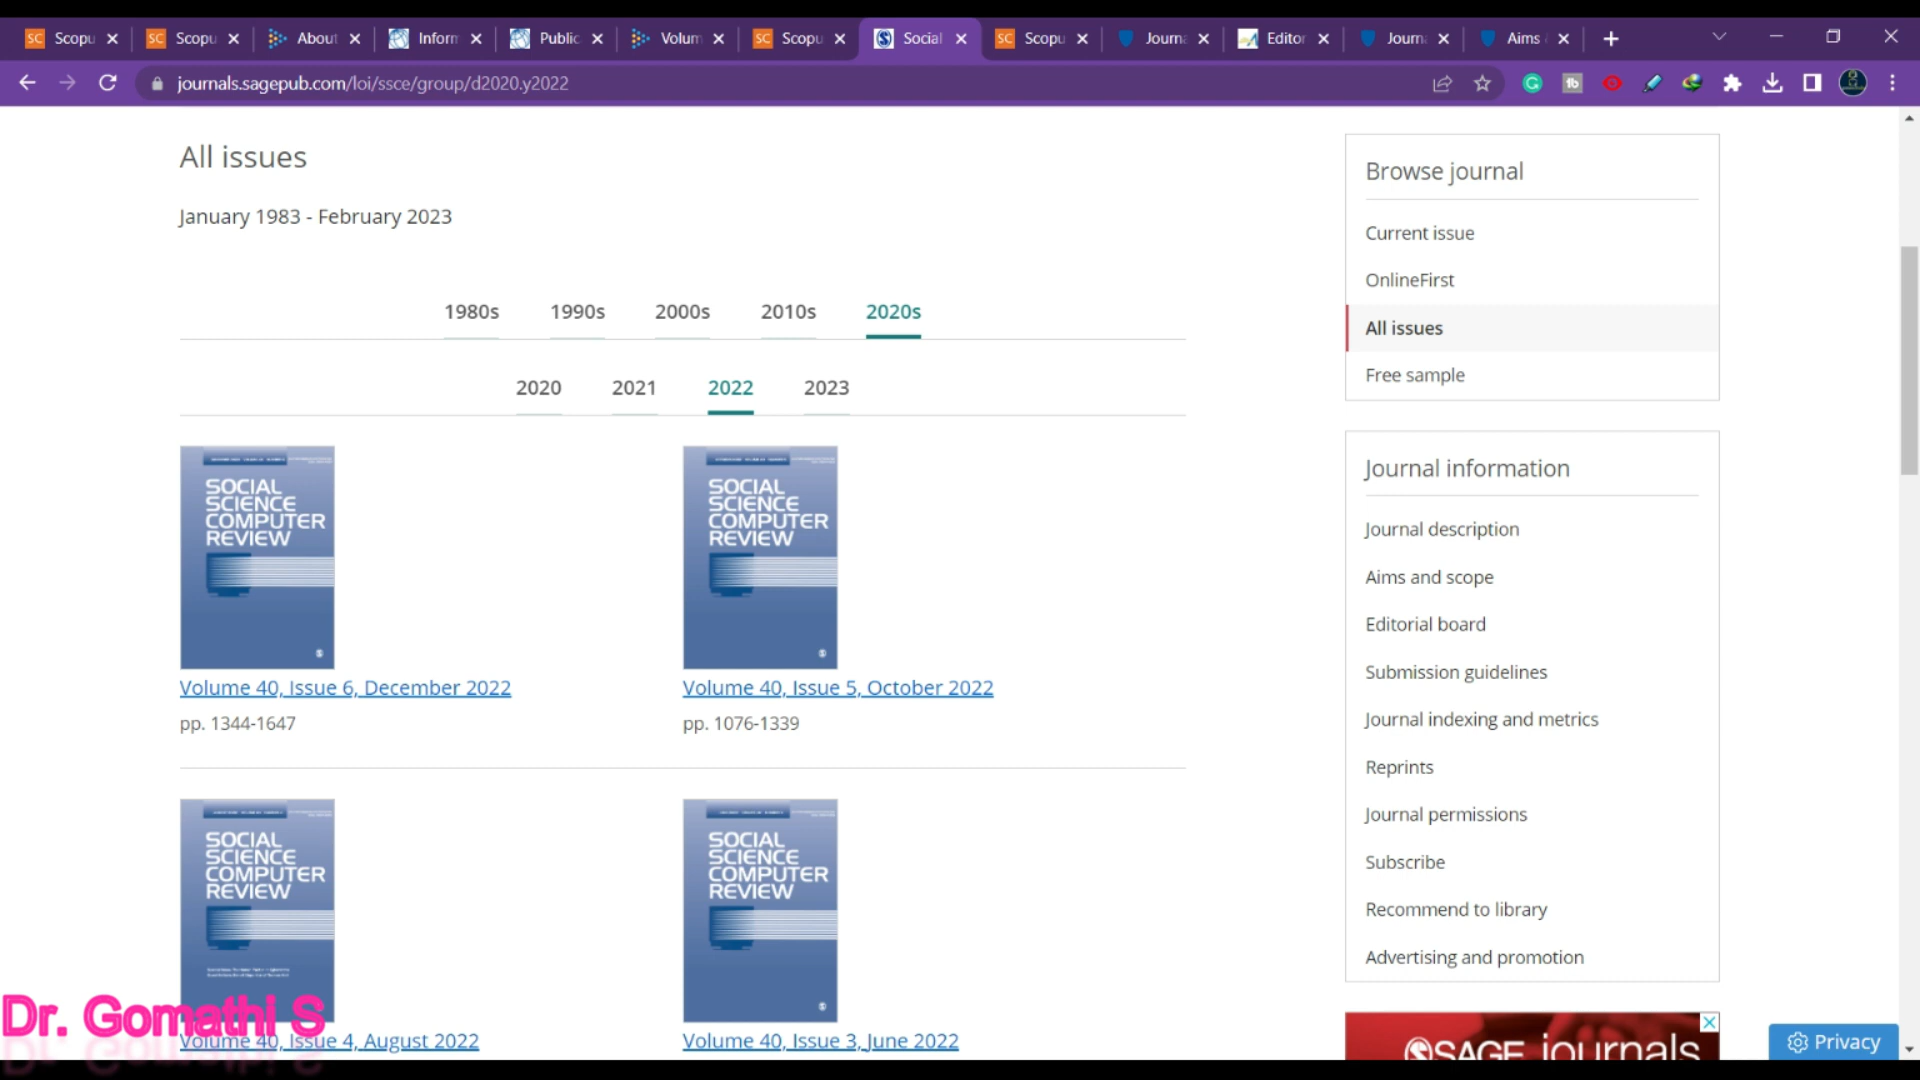 Scopu
Scopu
About
Inform
Public
Volum
Scopu
Social
Scopu
Journa
Editor
Journa
Aims
journals.sagepub.com/loi/ssce/group/d2020.y2022
All issues
January 1983 - February 2023
1980s 1990s 2000s 2010s 2020s
2020 2021 2022 2023
SOCIAL
SCIENCE
COMPUTER
REVIEW
Volume 40, Issue 6, December 2022
pp. 1344-1647
SOCIAL
SCIENCE
COMPUTER
REVIEW
Volume 40, Issue 5, October 2022
pp. 1076-1339
SOCIAL
SCIENCE
COMPUTER
REVIEW
Volume 40, Issue 4, August 2022
SOCIAL
SCIENCE
COMPUTER
REVIEW
Volume 40, Issue 3, June 2022
Browse journal
Current issue
OnlineFirst
All issues
Free sample
Journal information
Journal description
Aims and scope
Editorial board
Submission guidelines
Journal indexing and metrics
Reprints
Journal permissions
Subscribe
Recommend to library
Advertising and promotion
SAGE journals
Privacy
Dr. Gomathi S